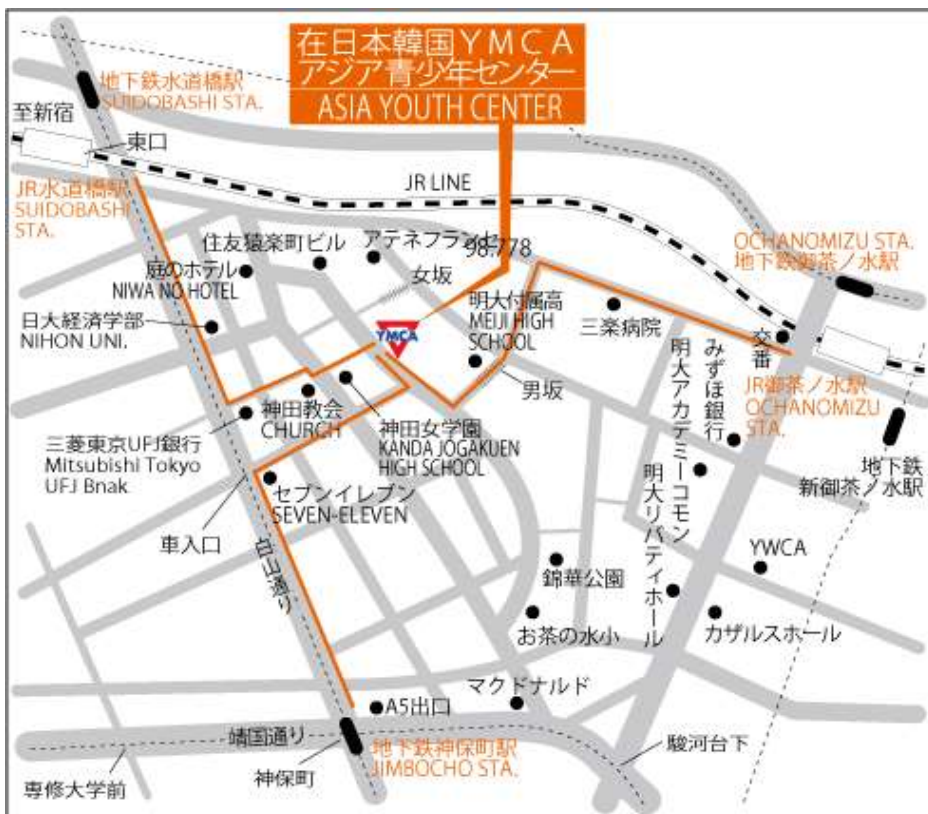 在日本韓国YMCA
アジア青少年センター
ASIA YOUTH CENTER
地下鉄水道橋駅
SUIDOBASHI STA.
至新宿
東口
JR水道橋駅
SUIDOBASHI
STA.
JR LINE
住友猿楽町ビル
アテネフランセ
98.778
OCHANOMIZU STA.
地下鉄御茶ノ水駅
庭のホテル
NIWA NO HOTEL
女坂
明大付属高
MEIJI HIGH
SCHOOL
三楽病院
交番
日大経済学部
NIHON UNI.
YMCA
男坂
みずほ銀行
明大アカデミーコモン
JR御茶ノ水駅
OCHANOMIZU
STA.
神田教会
CHURCH
神田女学園
KANDA JOGAKUEN
HIGH SCHOOL
三菱東京UFJ銀行
Mitsubishi Tokyo
UFJ Bnak
地下鉄
新御茶ノ水駅
セブンイレブン
SEVEN-ELEVEN
車入口
白山通り
明大リバティホール
YWCA
錦華公園
お茶の水小
カザルスホール
マクドナルド
A5出口
靖国通り
地下鉄神保町駅
JIMBOCHO STA.
駿河台下
神保町
専修大学前